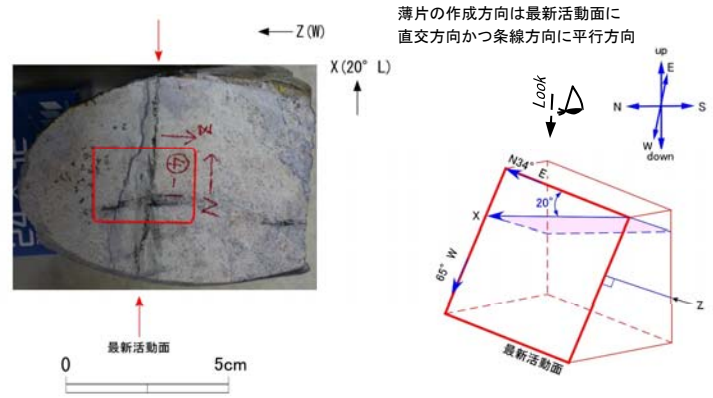 薄片の作成方向は最新活動面に
直交方向かつ条線方向に平行方向
Z(W)
X(20° L)
最新活動面
0
5cm
Look
up
E
N
S
W
down
N34° E.
20°
X
65° W
Z
最新活動面